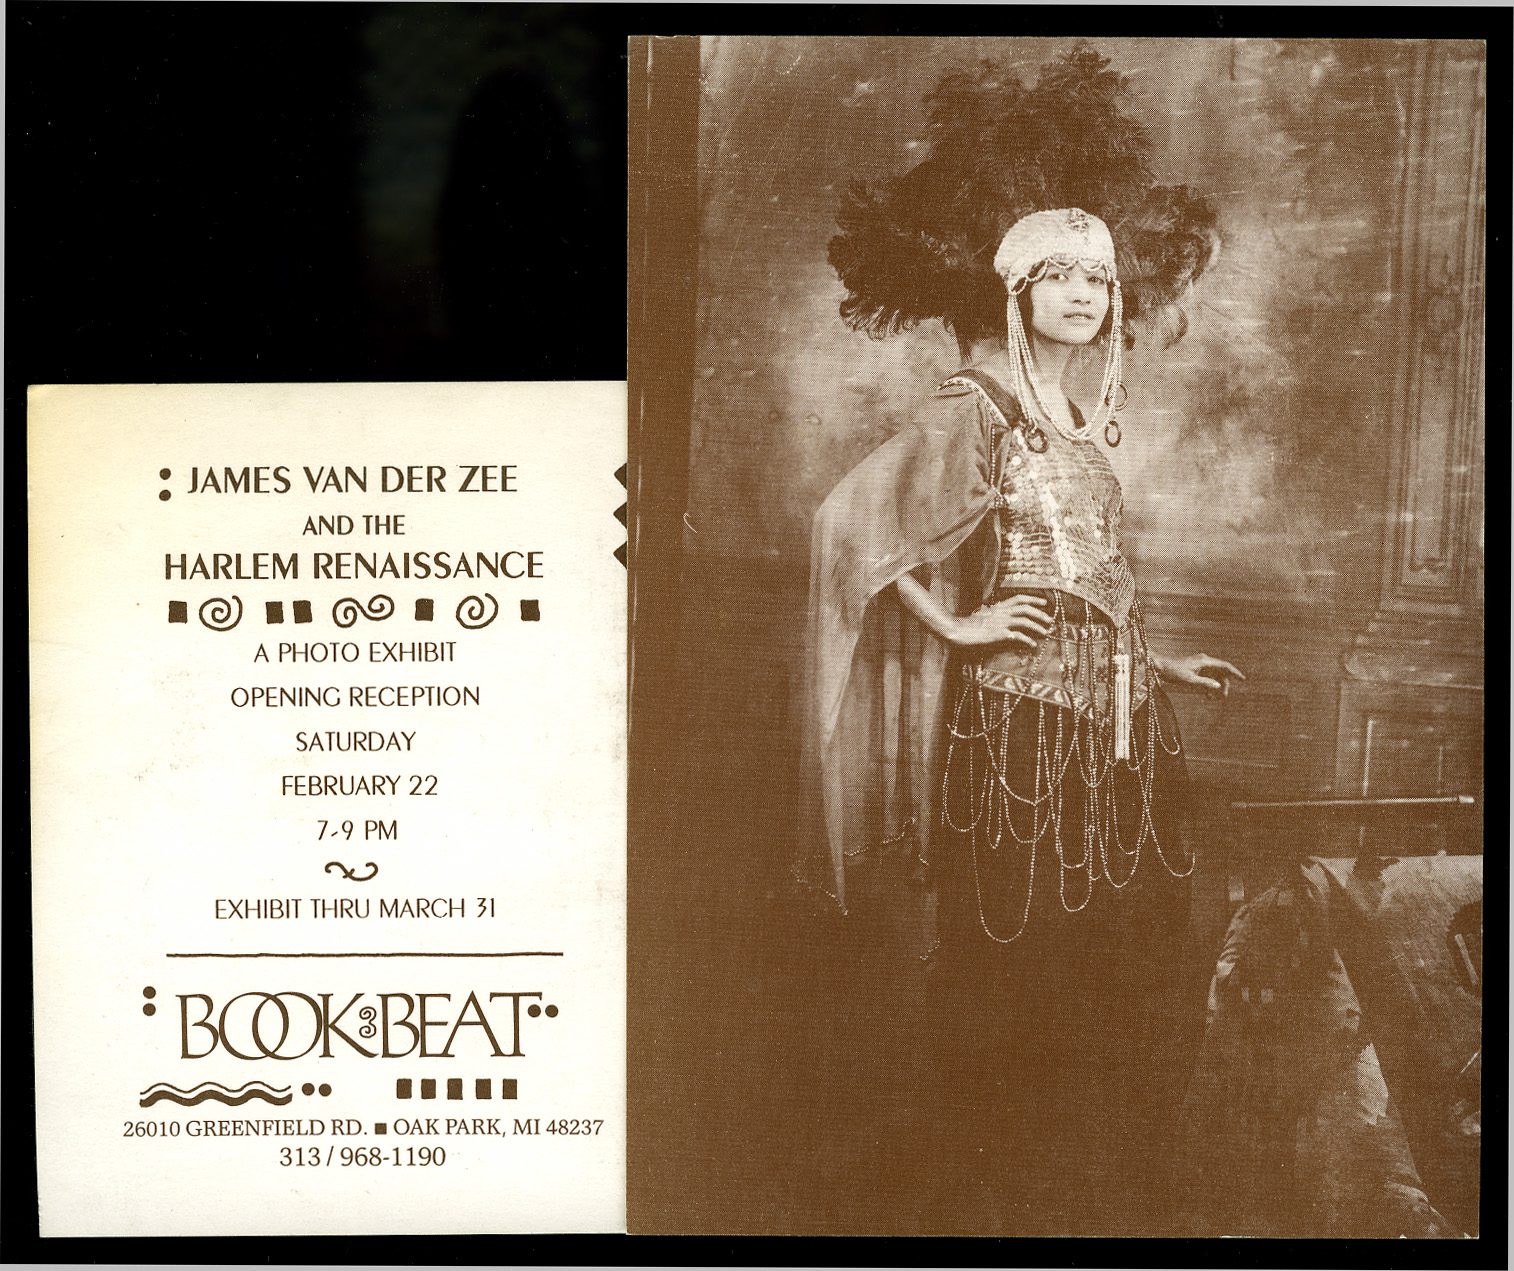 JAMES VAN DER ZEE
AND THE
HARLEM RENAISSANCE
A PHOTO EXHIBIT
OPENING RECEPTION
SATURDAY
FEBRUARY 22
7-9 PM
EXHIBIT THRU MARCH 31
BOOK BEAT
26010 GREENFIELD RD. ■ OAK PARK, MI 48237
313 / 968-1190